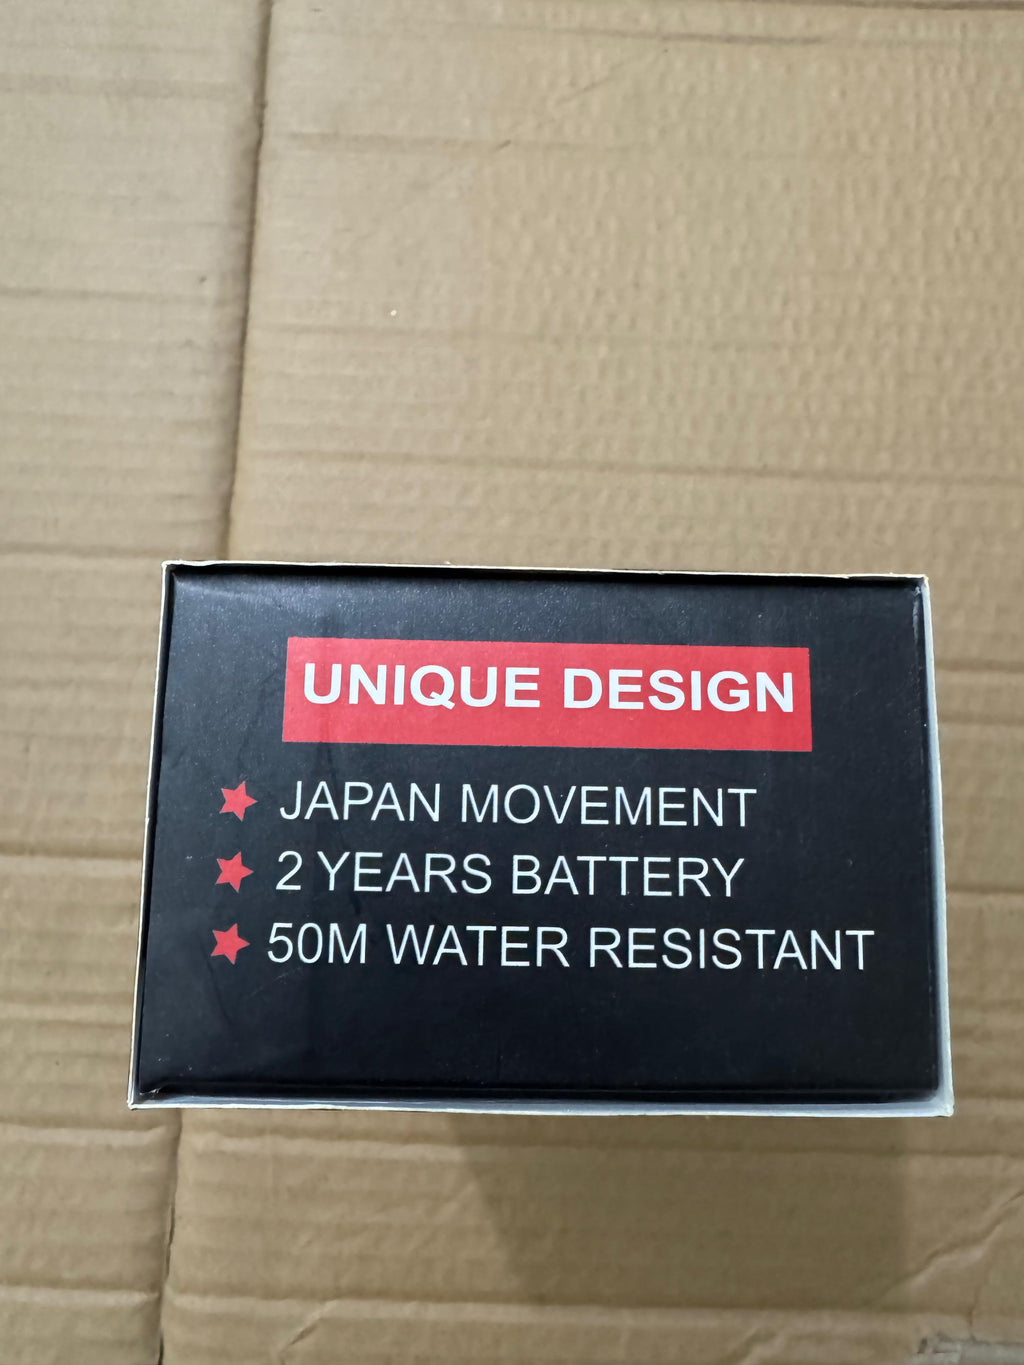 UNIQUE DESIGN
JAPAN MOVEMENT
2 YEARS BATTERY
50M WATER RESISTANT